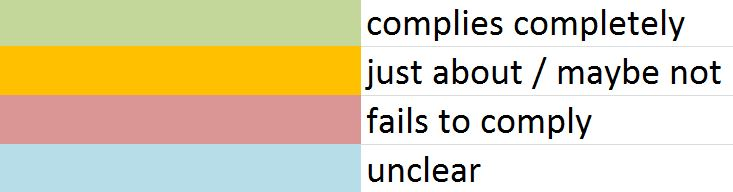 complies completely
just about / maybe not
fails to comply
unclear